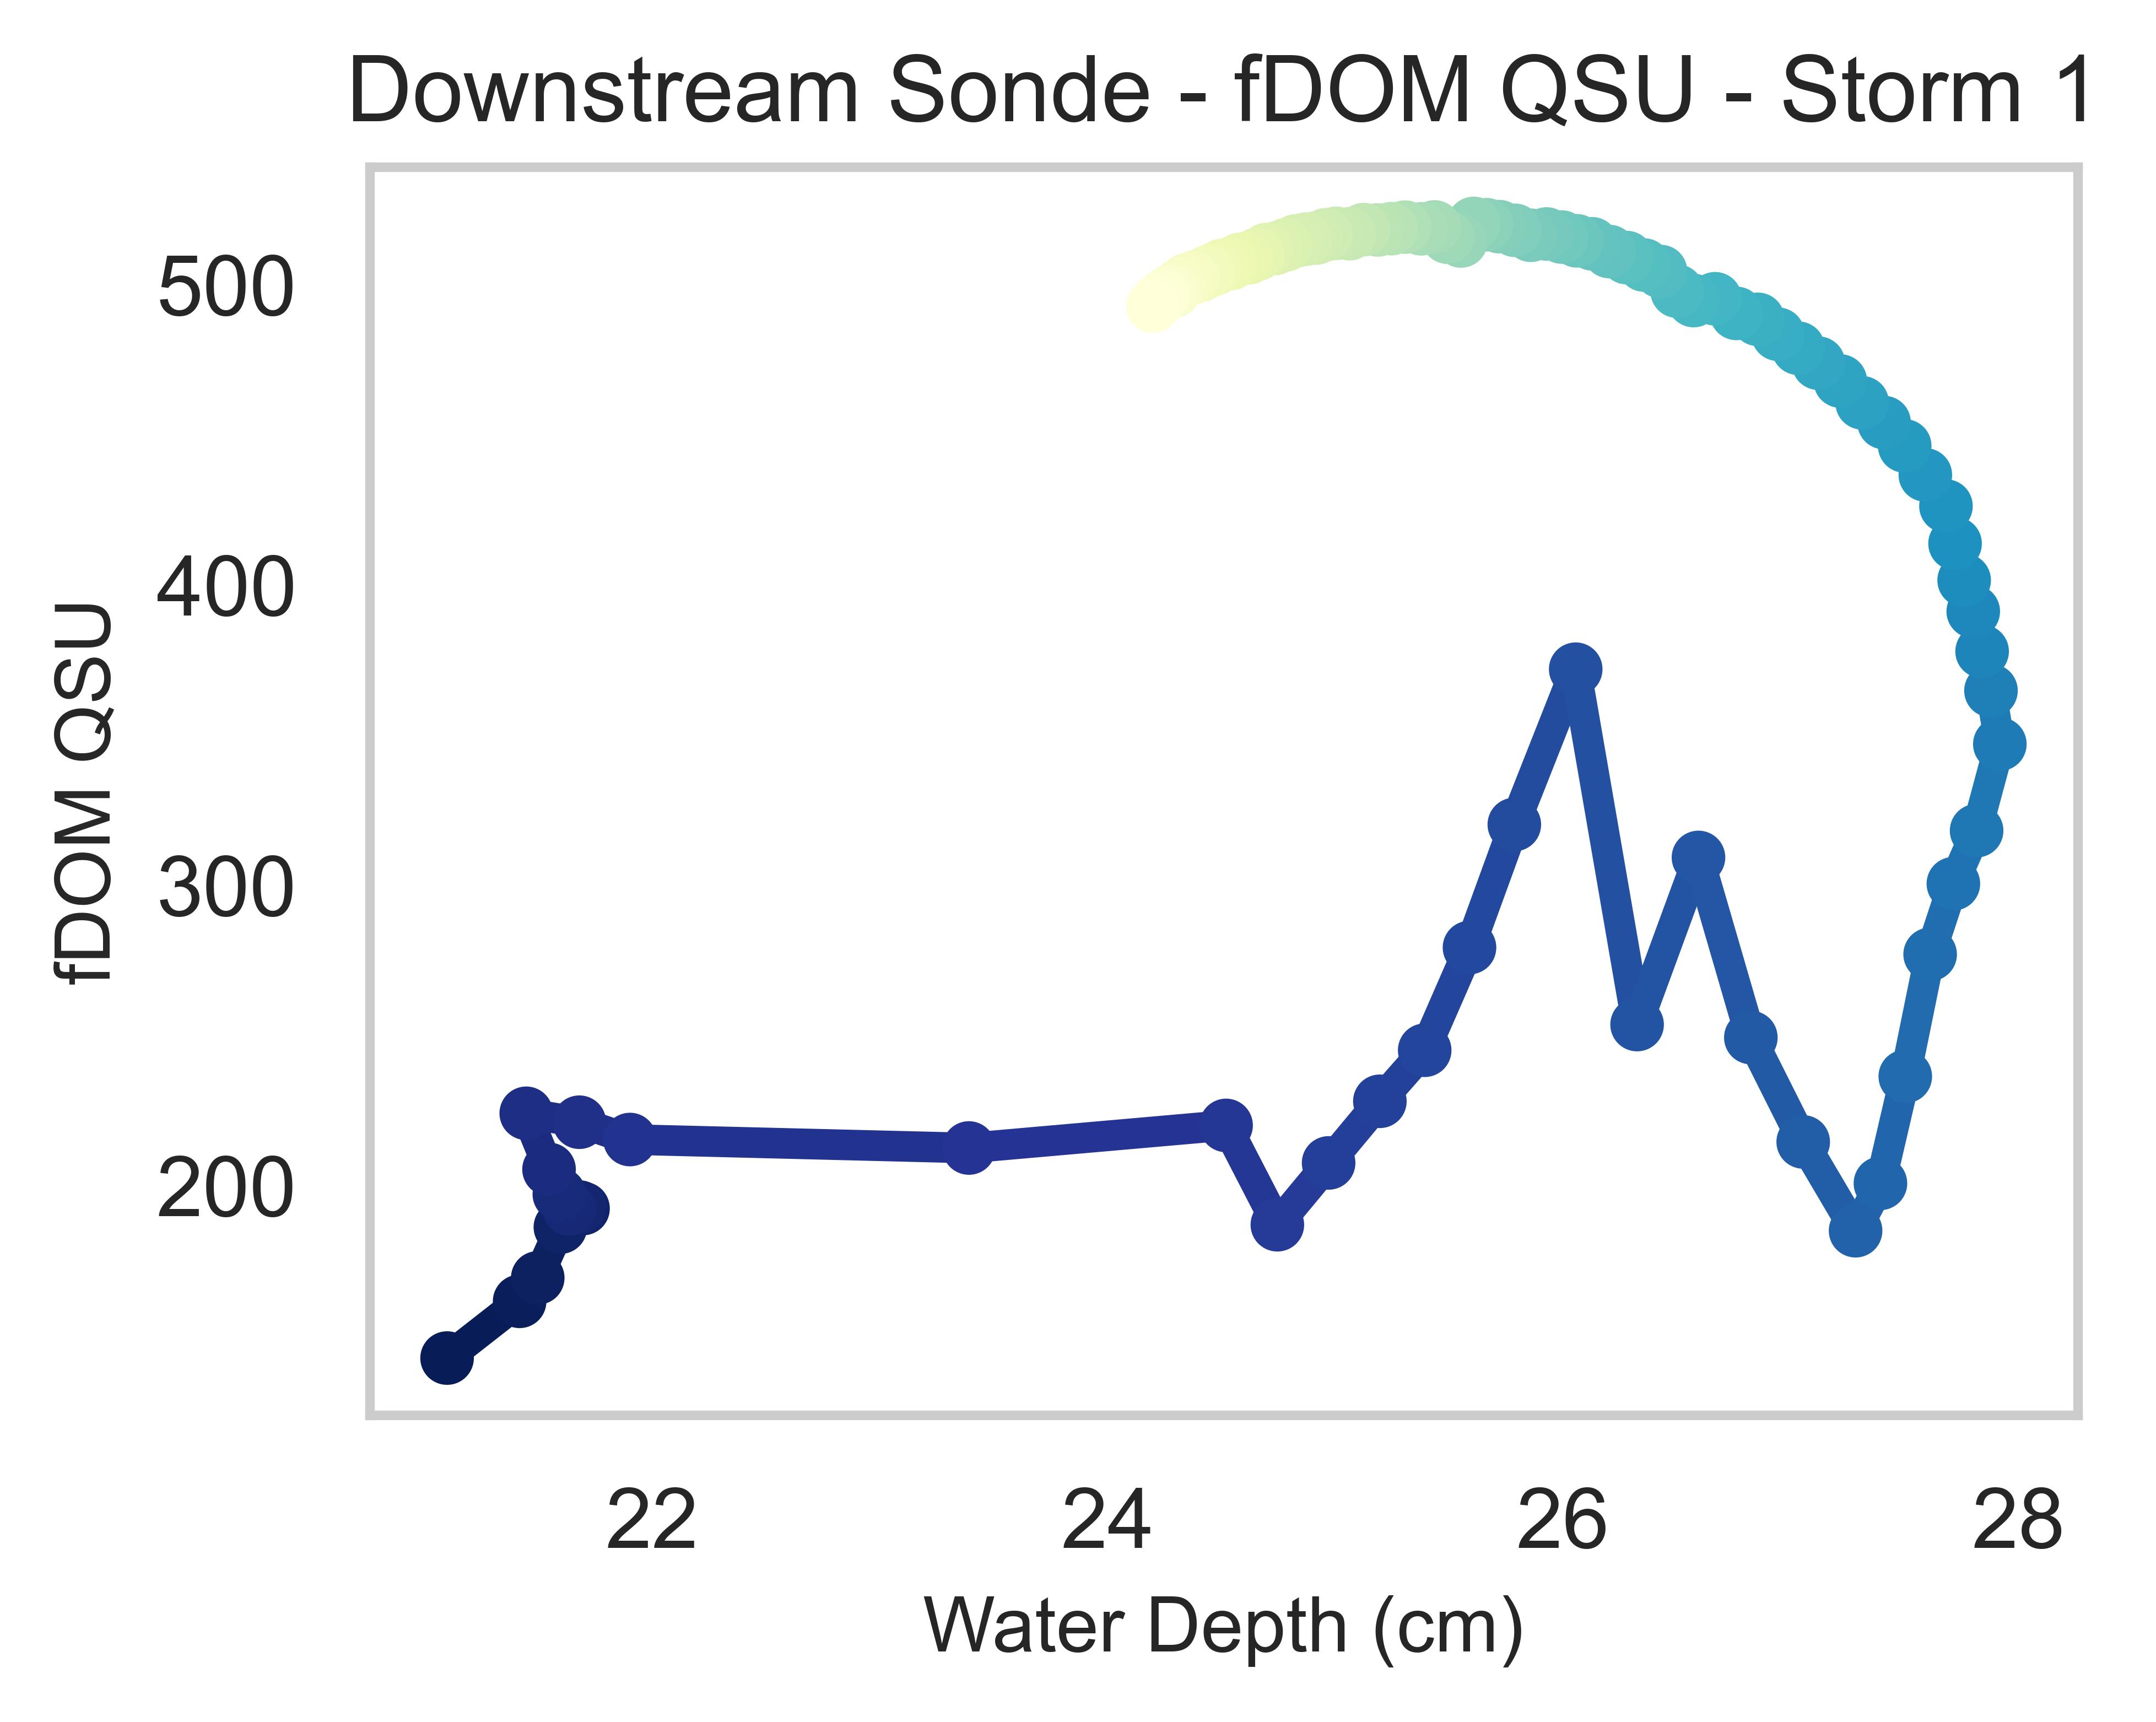 Downstream Sonde - fDOM QSU - Storm 1
500
400
300
200
fDOM QSU
22 24 26 28
Water Depth (cm)